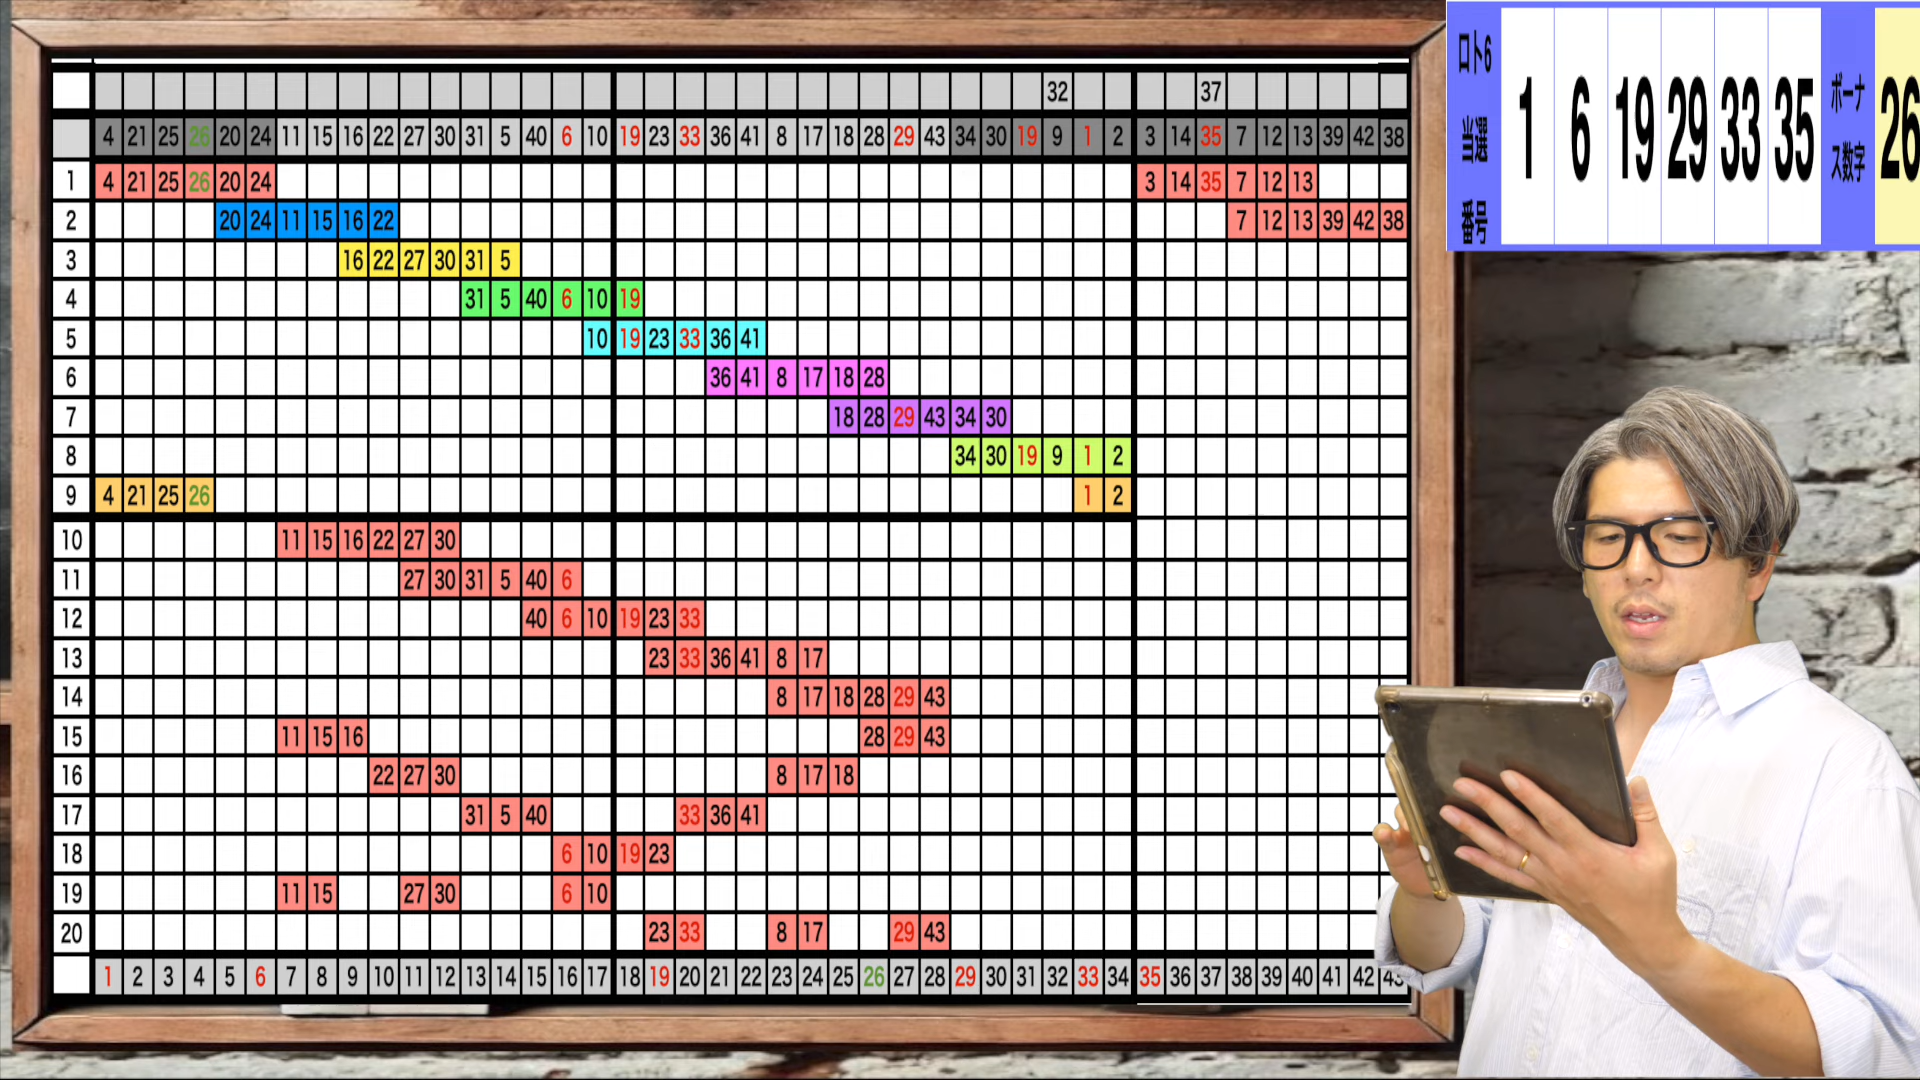 32 37
4 21 25 26 20 24 11 15 16 22 27 30 31 5 40 6 10 19 23 33 36 41 8 17 18 28 29 43 34 30 19 9 1 2 3 14 35 7 12 13 39 42 38
1 4 21 25 26 20 24 3 14 35 7 12 13
2 20 24 11 15 16 22 7 12 13 39 42 38
3 16 22 27 30 31 5
4 31 5 40 6 10 19
5 10 19 23 33 36 41
6 36 41 8 17 18 28
7 18 28 29 43 34 30
8 34 30 19 9 1 2
9 4 21 25 26 1 2
10 11 15 16 22 27 30
11 27 30 31 5 40 6
12 40 6 10 19 23 33
13 23 33 36 41 8 17
14 8 17 18 28 29 43
15 11 15 16 28 29 43
16 22 27 30 8 17 18
17 31 5 40 33 36 41
18 6 10 19 23
19 11 15 27 30 6 10
20 23 33 8 17 29 43
1 2 3 4 5 6 7 8 9 10 11 12 13 14 15 16 17 18 19 20 21 22 23 24 25 26 27 28 29 30 31 32 33 34 35 36 37 38 39 40 41 42 43
ロト6
当選
番号
1 6 19 29 33 35
ボーナ
ス数字
26